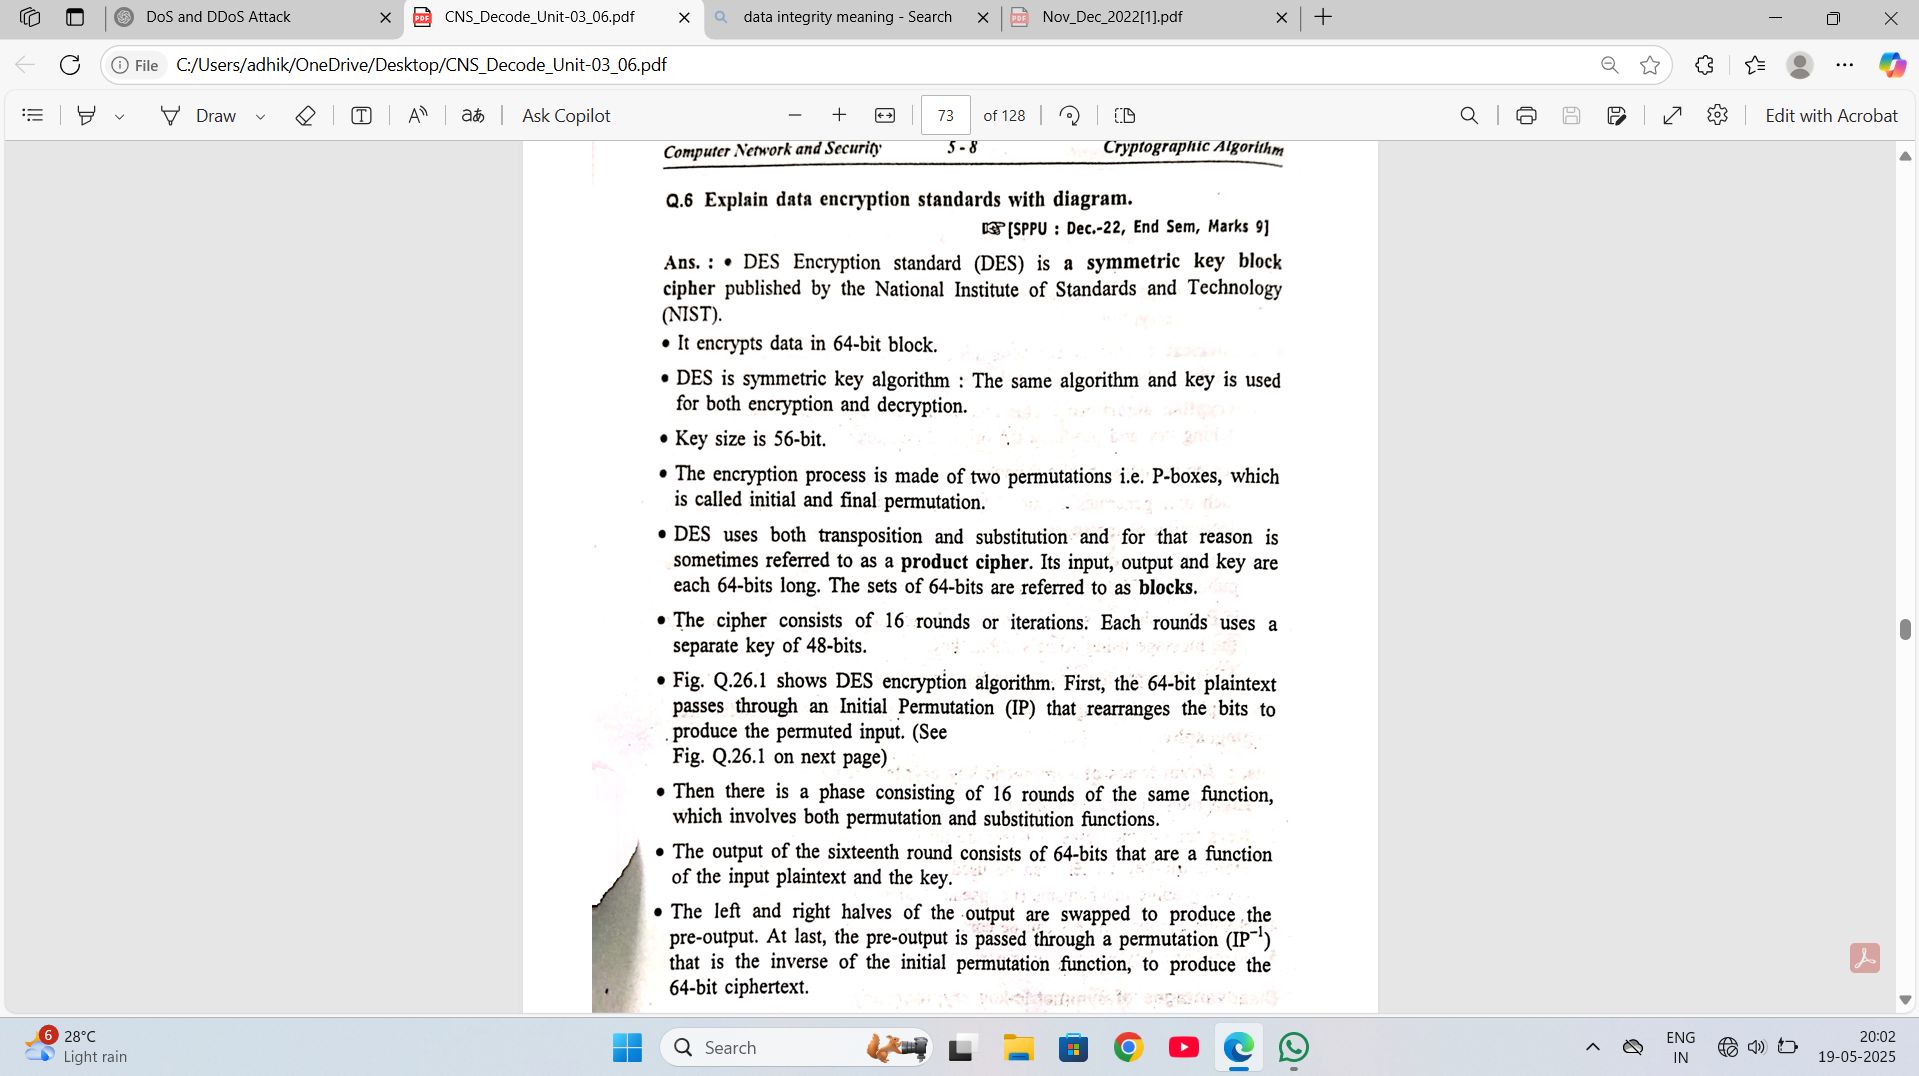 DoS and DDoS Attack
CNS_Decode_Unit-03_06.pdf
data integrity meaning - Search
Nov_Dec_2022[1].pdf
File
C:/Users/adhik/OneDrive/Desktop/CNS_Decode_Unit-03_06.pdf
Draw
aあ
Ask Copilot
73
of 128
Edit with Acrobat
Computer Network and Security 5 - 8 Cryptographic Algorithm
Q.6 Explain data encryption standards with diagram.
☞ [SPPU : Dec.-22, End Sem, Marks 9]
Ans. : • DES Encryption standard (DES) is a symmetric key block
cipher published by the National Institute of Standards and Technology
(NIST).
• It encrypts data in 64-bit block.
• DES is symmetric key algorithm : The same algorithm and key is used
for both encryption and decryption.
• Key size is 56-bit.
• The encryption process is made of two permutations i.e. P-boxes, which
is called initial and final permutation.
• DES uses both transposition and substitution and for that reason is
sometimes referred to as a product cipher. Its input, output and key are
each 64-bits long. The sets of 64-bits are referred to as blocks.
• The cipher consists of 16 rounds or iterations. Each rounds uses a
separate key of 48-bits.
• Fig. Q.26.1 shows DES encryption algorithm. First, the 64-bit plaintext
passes through an Initial Permutation (IP) that rearranges the bits to
produce the permuted input. (See
Fig. Q.26.1 on next page)
• Then there is a phase consisting of 16 rounds of the same function,
which involves both permutation and substitution functions.
• The output of the sixteenth round consists of 64-bits that are a function
of the input plaintext and the key.
• The left and right halves of the output are swapped to produce the
pre-output. At last, the pre-output is passed through a permutation (IP⁻¹)
that is the inverse of the initial permutation function, to produce the
64-bit ciphertext.
6
28°C
Light rain
Search
ENG
IN
20:02
19-05-2025